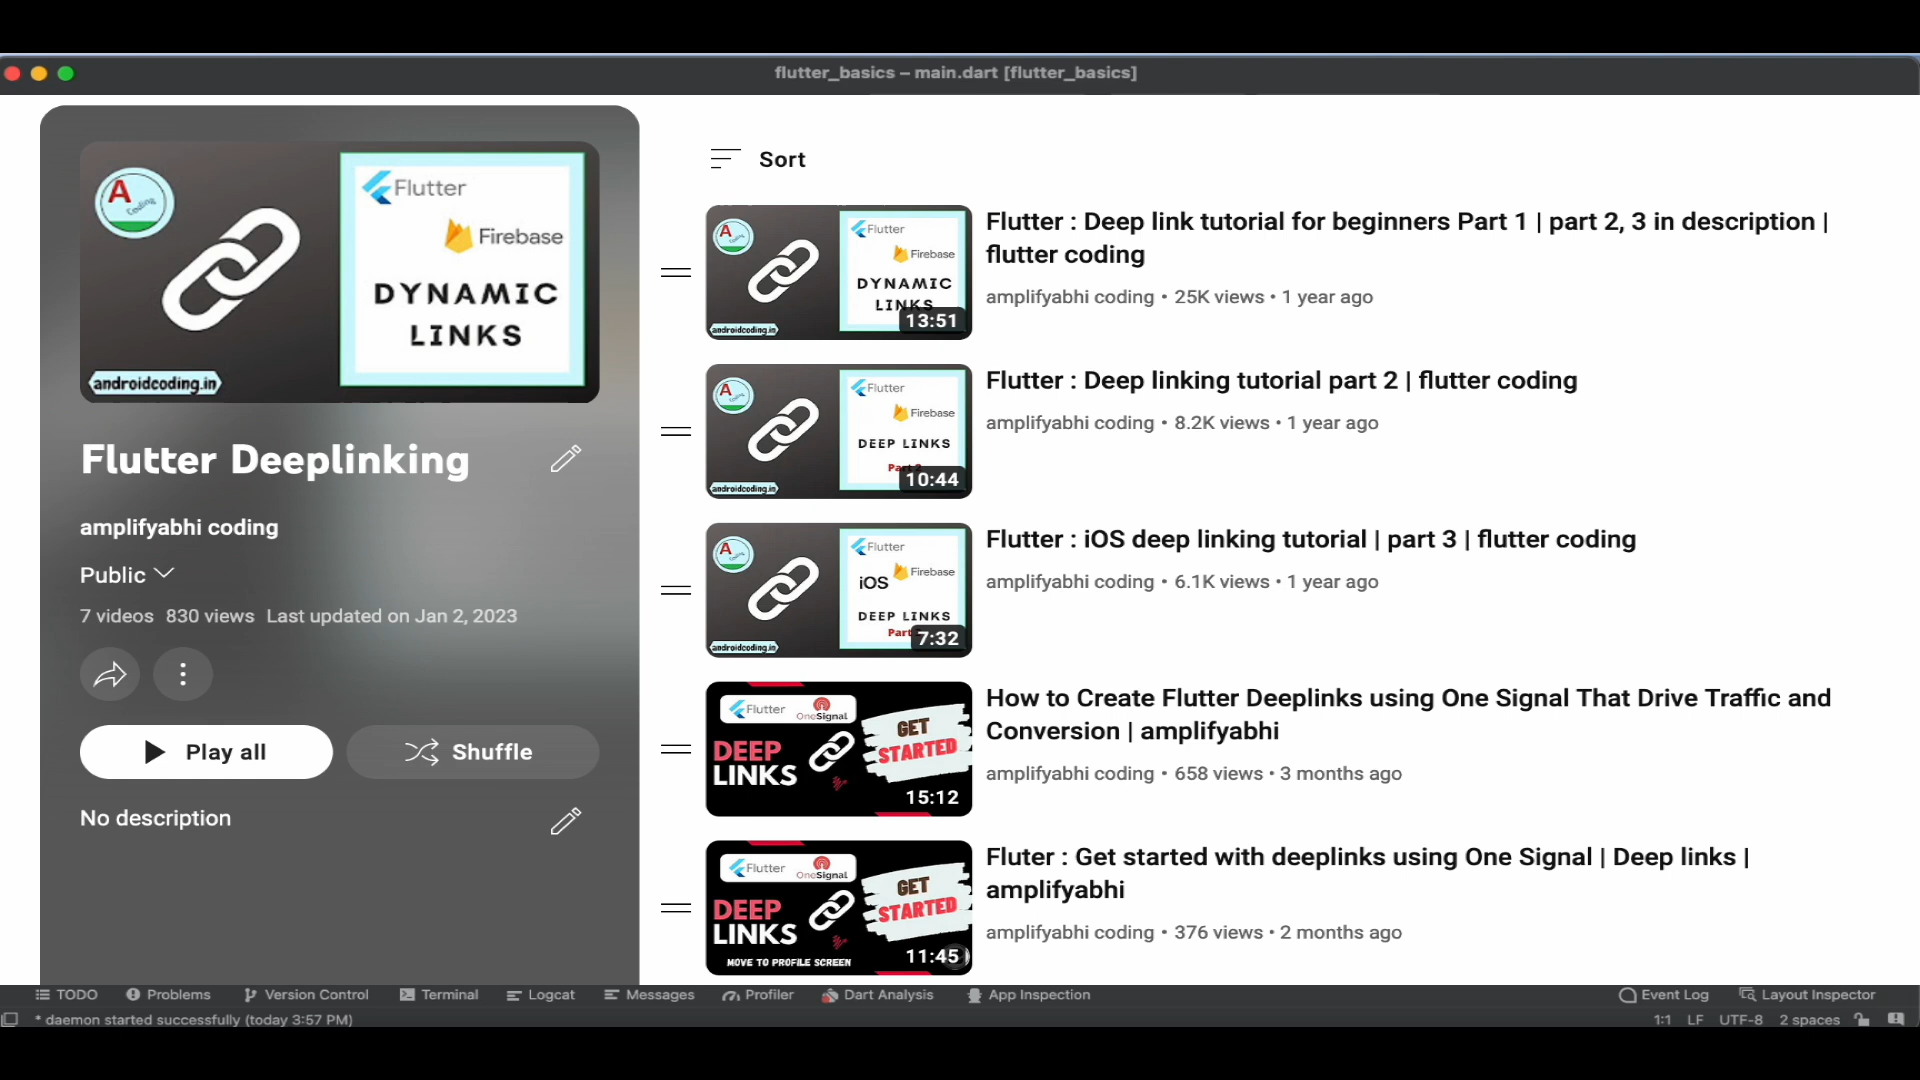 flutter_basics – main.dart [flutter_basics]
A
Coding
Flutter
Firebase
DYNAMIC
LINKS
androidcoding.in
Flutter Deeplinking
amplifyabhi coding
Public
7 videos 830 views Last updated on Jan 2, 2023
Play all
Shuffle
No description
Sort
A
Flutter
Firebase
DYNAMIC
LINKS
androidcoding.in
13:51
Flutter : Deep link tutorial for beginners Part 1 | part 2, 3 in description |
flutter coding
amplifyabhi coding • 25K views • 1 year ago
A
Flutter
Firebase
DEEP LINKS
androidcoding.in
10:44
Flutter : Deep linking tutorial part 2 | flutter coding
amplifyabhi coding • 8.2K views • 1 year ago
A
Flutter
iOS
Firebase
DEEP LINKS
Part
androidcoding.in
7:32
Flutter : iOS deep linking tutorial | part 3 | flutter coding
amplifyabhi coding • 6.1K views • 1 year ago
Flutter
OneSignal
GET
STARTED
DEEP
LINKS
15:12
How to Create Flutter Deeplinks using One Signal That Drive Traffic and
Conversion | amplifyabhi
amplifyabhi coding • 658 views • 3 months ago
Flutter
OneSignal
GET
STARTED
DEEP
LINKS
MOVE TO PROFILE SCREEN
11:45
Fluter : Get started with deeplinks using One Signal | Deep links |
amplifyabhi
amplifyabhi coding • 376 views • 2 months ago
TODO Problems Version Control Terminal Logcat Messages Profiler Dart Analysis App Inspection Event Log Layout Inspector
* daemon started successfully (today 3:57 PM) 1:1 LF UTF-8 2 spaces